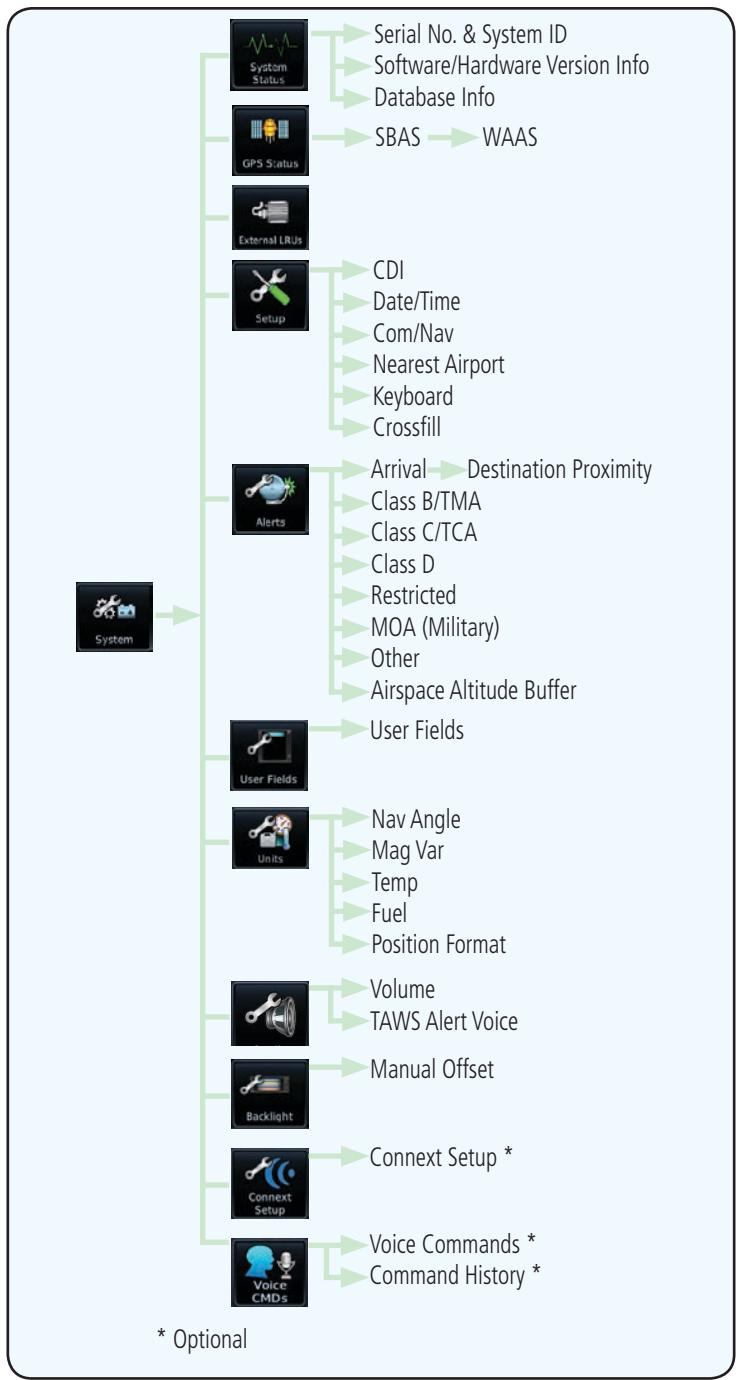 System
System
Status
Serial No. & System ID
Software/Hardware Version Info
Database Info
GPS Status
SBAS
WAAS
External LRUs
Setup
CDI
Date/Time
Com/Nav
Nearest Airport
Keyboard
Crossfill
Alerts
Arrival
Destination Proximity
Class B/TMA
Class C/TCA
Class D
Restricted
MOA (Military)
Other
Airspace Altitude Buffer
User Fields
User Fields
Units
Nav Angle
Mag Var
Temp
Fuel
Position Format
Volume
TAWS Alert Voice
Backlight
Manual Offset
Connext
Setup
Connext Setup *
Voice
CMDs
Voice Commands *
Command History *
* Optional